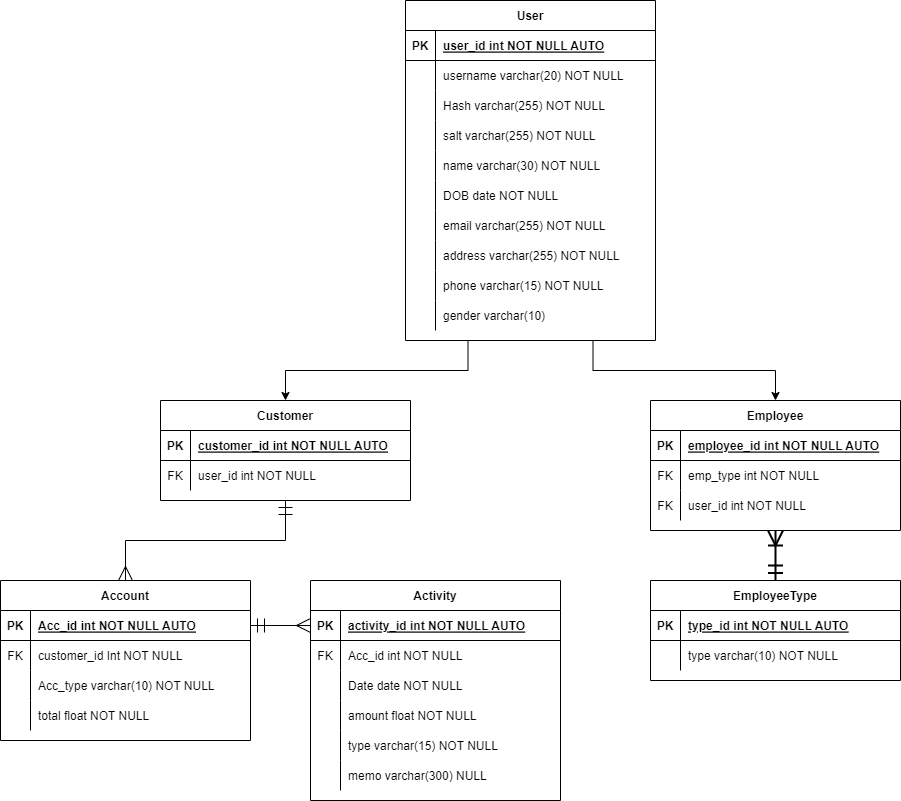 User
PK user_id int NOT NULL AUTO
username varchar(20) NOT NULL
Hash varchar(255) NOT NULL
salt varchar(255) NOT NULL
name varchar(30) NOT NULL
DOB date NOT NULL
email varchar(255) NOT NULL
address varchar(255) NOT NULL
phone varchar(15) NOT NULL
gender varchar(10)
Customer
PK customer_id int NOT NULL AUTO
FK user_id int NOT NULL
Employee
PK employee_id int NOT NULL AUTO
FK emp_type int NOT NULL
FK user_id int NOT NULL
Account
PK Acc_id int NOT NULL AUTO
FK customer_id Int NOT NULL
Acc_type varchar(10) NOT NULL
total float NOT NULL
Activity
PK activity_id int NOT NULL AUTO
FK Acc_id int NOT NULL
Date date NOT NULL
amount float NOT NULL
type varchar(15) NOT NULL
memo varchar(300) NULL
EmployeeType
PK type_id int NOT NULL AUTO
type varchar(10) NOT NULL